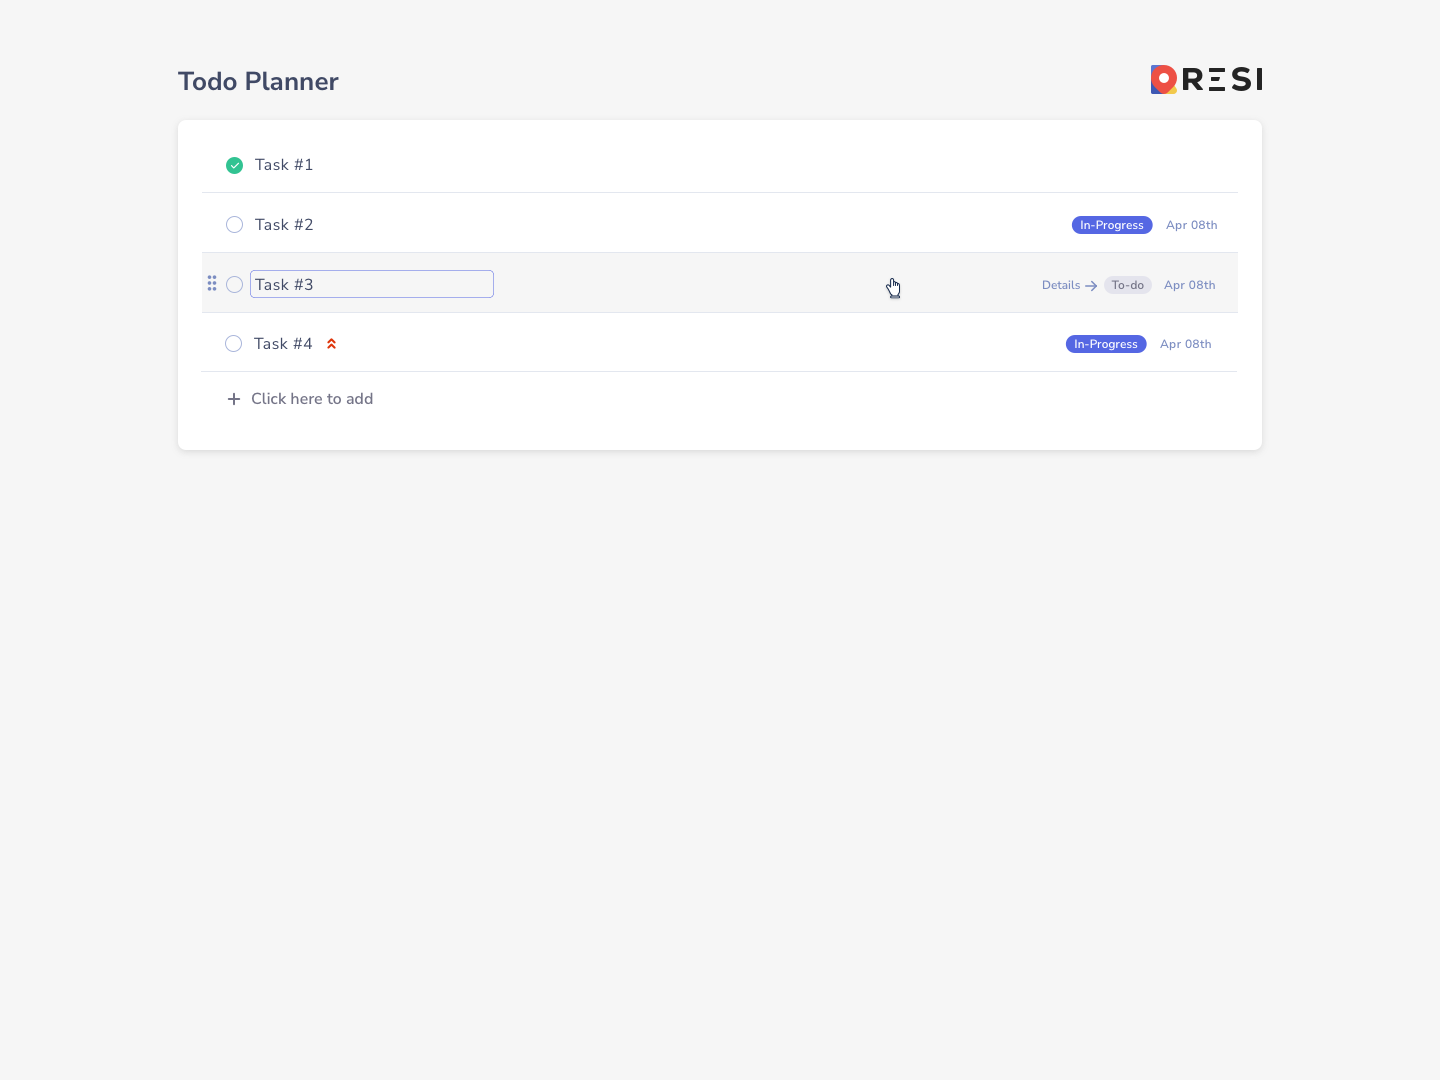 Todo Planner
RESI
Task #1
Task #2 In-Progress Apr 08th
Task #3 Details To-do Apr 08th
Task #4 In-Progress Apr 08th
Click here to add